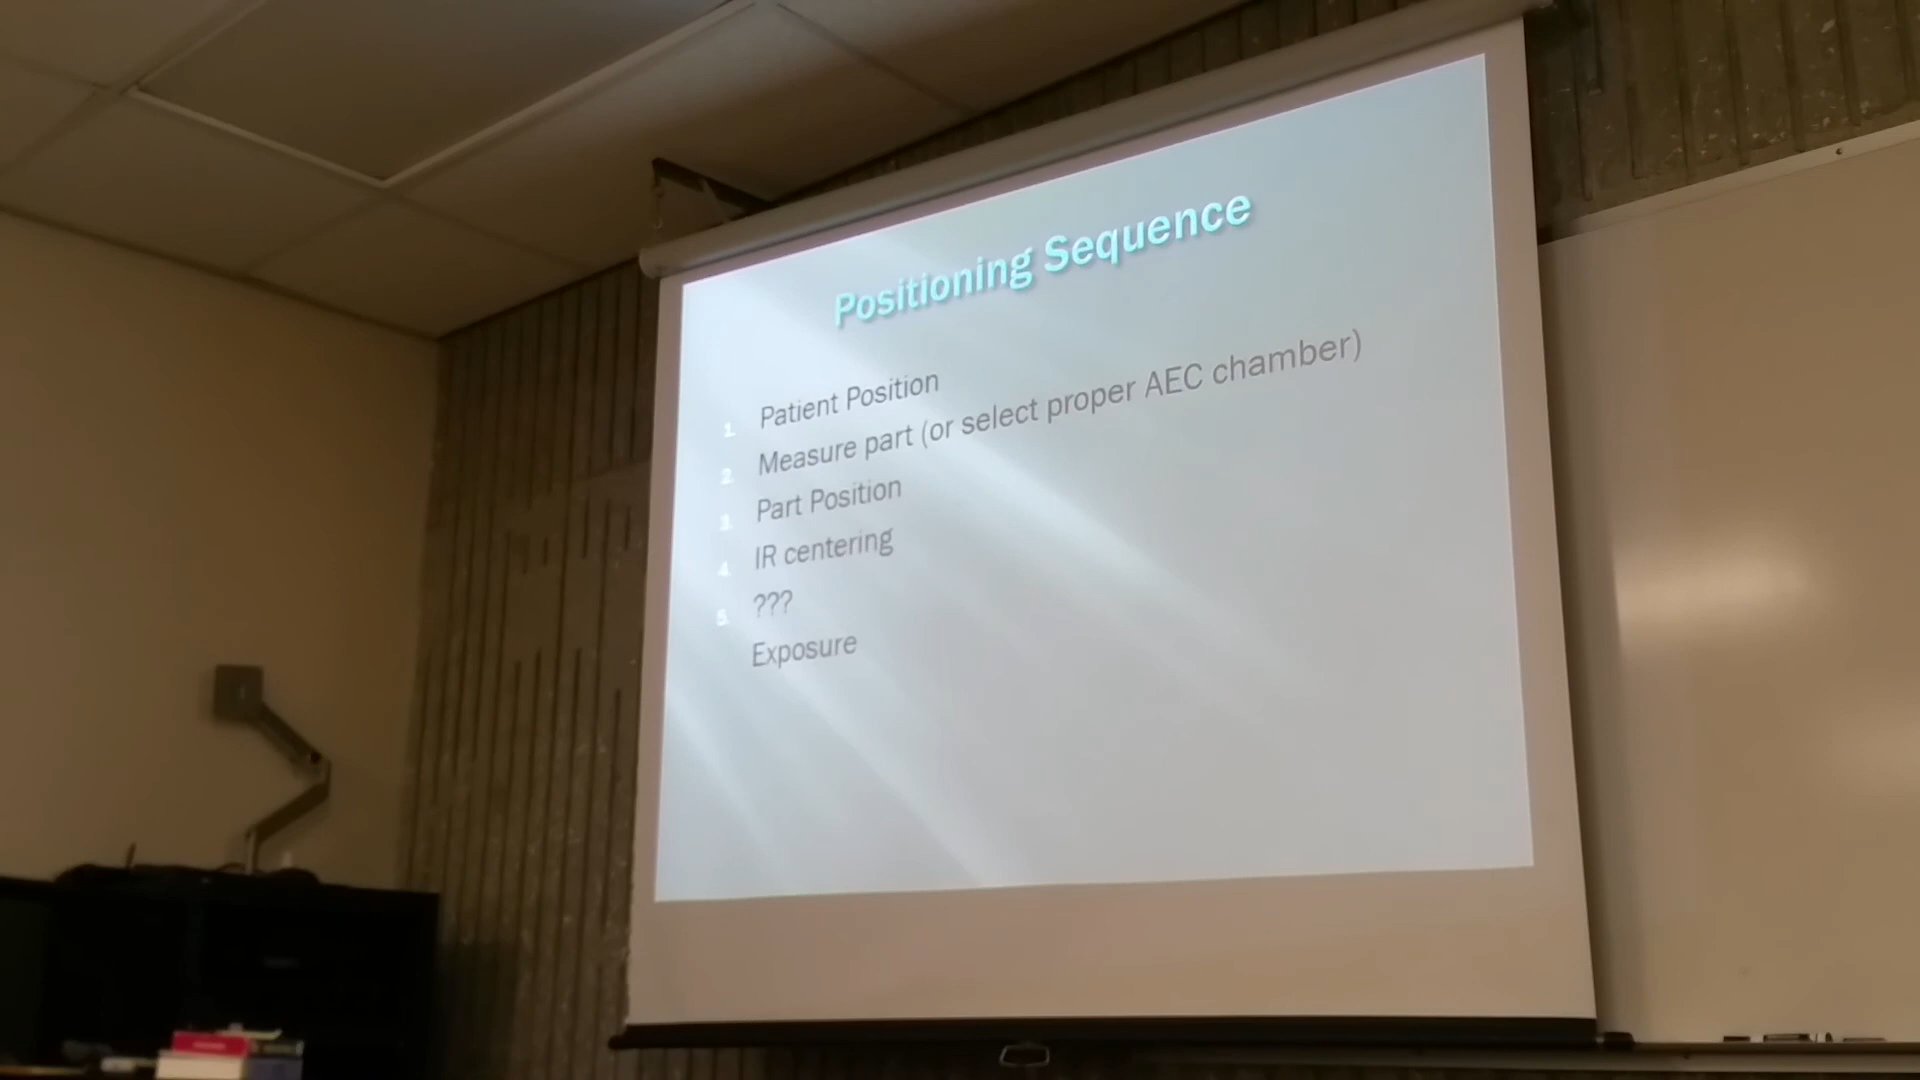 Positioning Sequence
1. Patient Position
2. Measure part (or select proper AEC chamber)
3. Part Position
4. IR centering
5. ???
Exposure